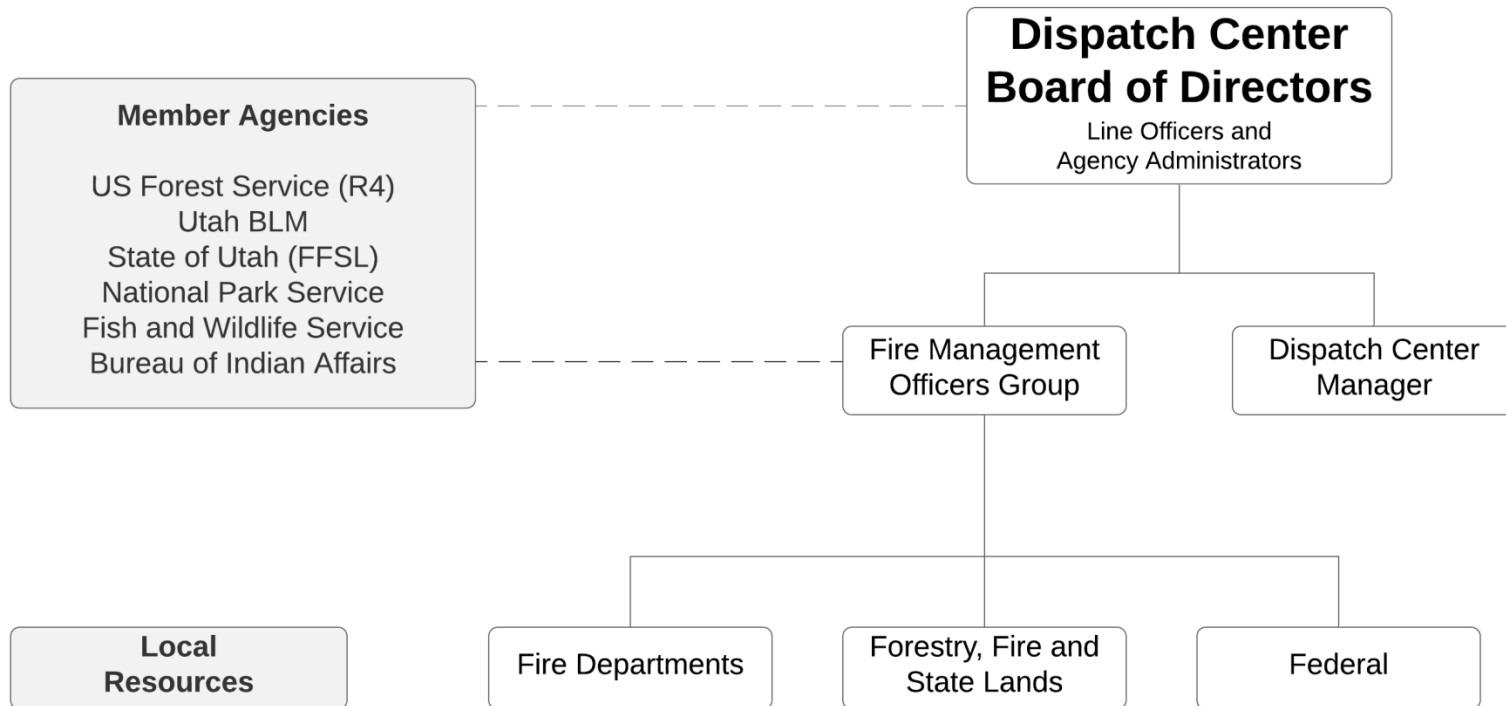 Dispatch Center
Board of Directors
Line Officers and
Agency Administrators
Member Agencies
US Forest Service (R4)
Utah BLM
State of Utah (FFSL)
National Park Service
Fish and Wildlife Service
Bureau of Indian Affairs
Fire Management
Officers Group
Dispatch Center
Manager
Local
Resources
Fire Departments
Forestry, Fire and
State Lands
Federal